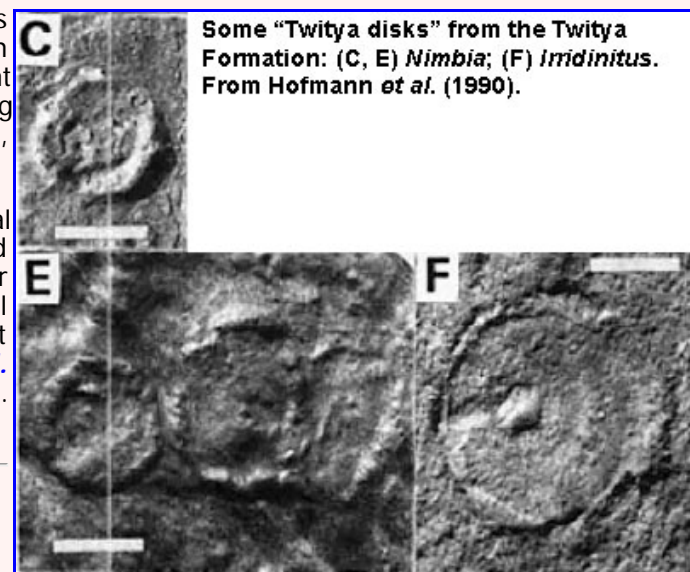 C
Some “Twitya disks” from the Twitya
Formation: (C, E) Nimbia; (F) Irridinitus.
From Hofmann et al. (1990).
E
F